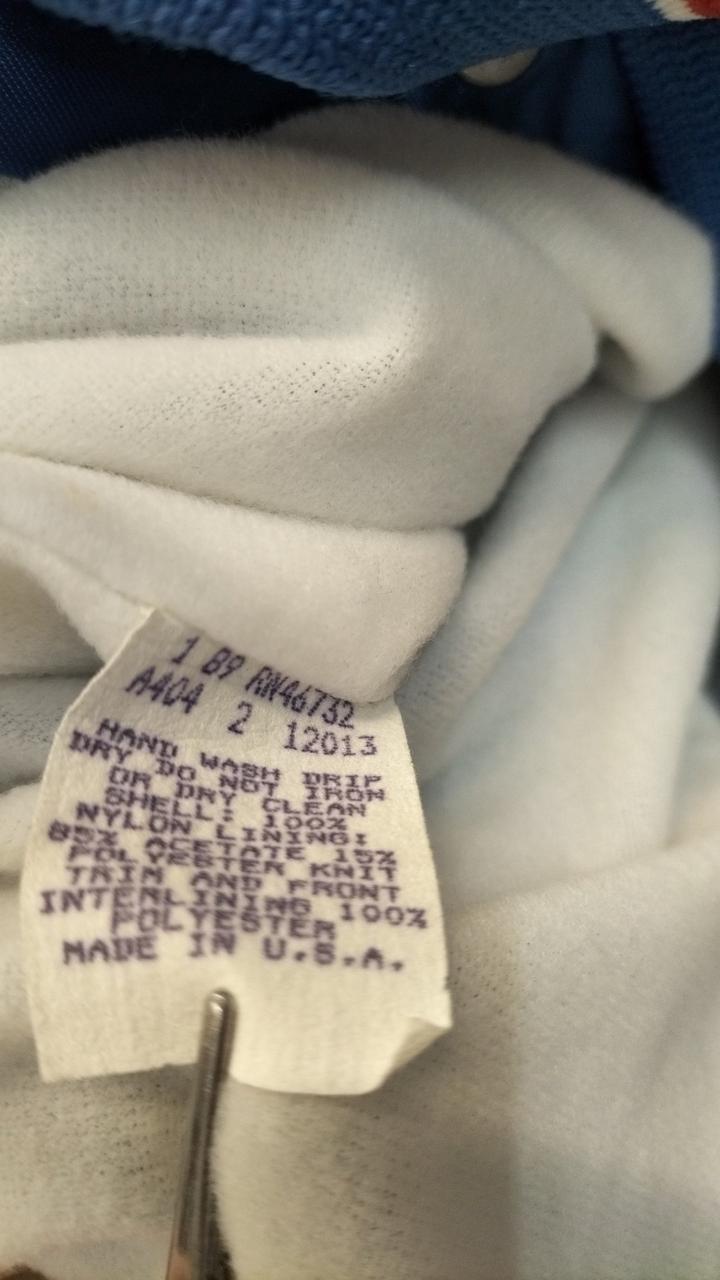 1 89 RN46732
A404 2 12013
HAND WASH DRIP
DRY DO NOT IRON
OR DRY CLEAN
SHELL: 100%
NYLON LINING:
85% ACETATE 15%
POLYESTER KNIT
TRIM AND FRONT
INTERLINING 100%
POLYESTER
MADE IN U.S.A.